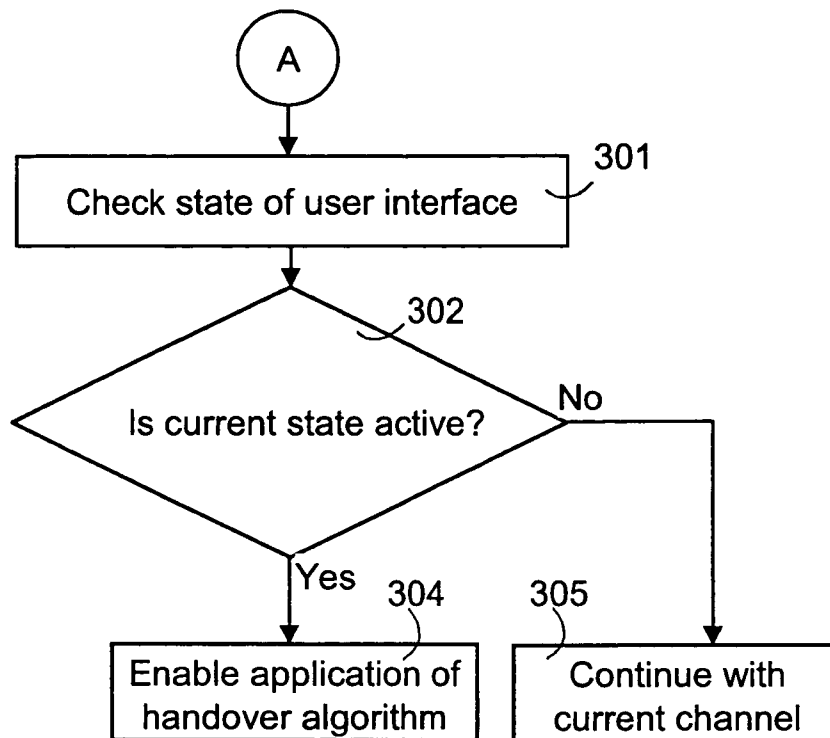 A
301
Check state of user interface
302
Is current state active?
No
Yes
304
305
Enable application of
handover algorithm
Continue with
current channel